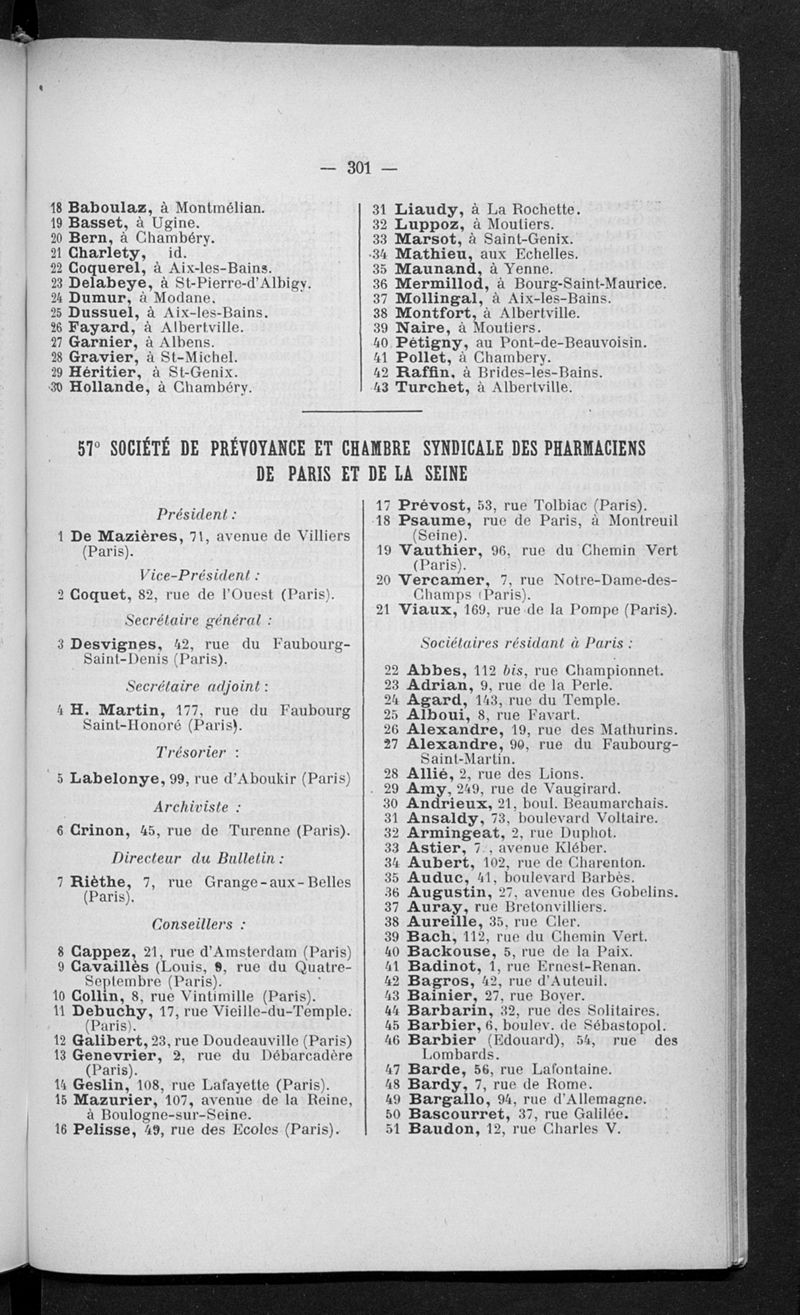 — 301 —
18 Baboulaz, à Montmélian.
19 Basset, à Ugine.
20 Bern, à Chambéry.
21 Charlety, id.
22 Coquerel, à Aix-les-Bains.
23 Delabeye, à St-Pierre-d'Albigy.
24 Dumur, à Modane.
25 Dussuel, à Aix-les-Bains.
26 Fayard, à Albertville.
27 Garnier, à Albens.
28 Gravier, à St-Michel.
29 Héritier, à St-Genix.
30 Hollande, à Chambéry.
31 Liaudy, à La Rochette.
32 Luppoz, à Moutiers.
33 Marsot, à Saint-Genix.
34 Mathieu, aux Echelles.
35 Maunand, à Yenne.
36 Mermillod, à Bourg-Saint-Maurice.
37 Mollingal, à Aix-les-Bains.
38 Montfort, à Albertville.
39 Naire, à Moutiers.
40 Pétigny, au Pont-de-Beauvoisin.
41 Pollet, à Chambery.
42 Raffin, à Brides-les-Bains.
43 Turchet, à Albertville.
57° SOCIÉTÉ DE PRÉVOYANCE ET CHAMBRE SYNDICALE DES PHARMACIENS
DE PARIS ET DE LA SEINE
Président :
1 De Mazières, 71, avenue de Villiers
(Paris).
Vice-Président :
2 Coquet, 82, rue de l'Ouest (Paris).
Secrétaire général :
3 Desvignes, 42, rue du Faubourg-
Saint-Denis (Paris).
Secrétaire adjoint :
4 H. Martin, 177, rue du Faubourg
Saint-Honoré (Paris).
Trésorier :
5 Labelonye, 99, rue d'Aboukir (Paris)
Archiviste :
6 Crinon, 45, rue de Turenne (Paris).
Directeur du Bulletin :
7 Rièthe, 7, rue Grange-aux-Belles
(Paris).
Conseillers :
8 Cappez, 21, rue d'Amsterdam (Paris)
9 Cavaillès (Louis, 9, rue du Quatre-
Septembre (Paris).
10 Collin, 8, rue Vintimille (Paris).
11 Debuchy, 17, rue Vieille-du-Temple.
(Paris).
12 Galibert, 23, rue Doudeauville (Paris)
13 Genevrier, 2, rue du Débarcadère
(Paris).
14 Geslin, 108, rue Lafayette (Paris).
15 Mazurier, 107, avenue de la Reine,
à Boulogne-sur-Seine.
16 Pelisse, 49, rue des Ecoles (Paris).
17 Prévost, 53, rue Tolbiac (Paris).
18 Psaume, rue de Paris, à Montreuil
(Seine).
19 Vauthier, 96, rue du Chemin Vert
(Paris).
20 Vercamer, 7, rue Notre-Dame-des-
Champs (Paris).
21 Viaux, 169, rue de la Pompe (Paris).
Sociétaires résidant à Paris :
22 Abbes, 112 bis, rue Championnet.
23 Adrian, 9, rue de la Perle.
24 Agard, 143, rue du Temple.
25 Alboui, 8, rue Favart.
26 Alexandre, 19, rue des Mathurins.
27 Alexandre, 90, rue du Faubourg-
Saint-Martin.
28 Allié, 2, rue des Lions.
29 Amy, 249, rue de Vaugirard.
30 Andrieux, 21, boul. Beaumarchais.
31 Ansaldy, 73, boulevard Voltaire.
32 Armingeat, 2, rue Duphot.
33 Astier, 7 , avenue Kléber.
34 Aubert, 102, rue de Charenton.
35 Auduc, 41, boulevard Barbès.
36 Augustin, 27, avenue des Gobelins.
37 Auray, rue Bretonvilliers.
38 Aureille, 35, rue Cler.
39 Bach, 112, rue du Chemin Vert.
40 Backouse, 5, rue de la Paix.
41 Badinot, 1, rue Ernest-Renan.
42 Bagros, 42, rue d'Auteuil.
43 Bainier, 27, rue Boyer.
44 Barbarin, 32, rue des Solitaires.
45 Barbier, 6, boulev. de Sébastopol.
46 Barbier (Edouard), 54, rue des
Lombards.
47 Barde, 56, rue Lafontaine.
48 Bardy, 7, rue de Rome.
49 Bargallo, 94, rue d'Allemagne.
50 Bascourret, 37, rue Galilée.
51 Baudon, 12, rue Charles V.